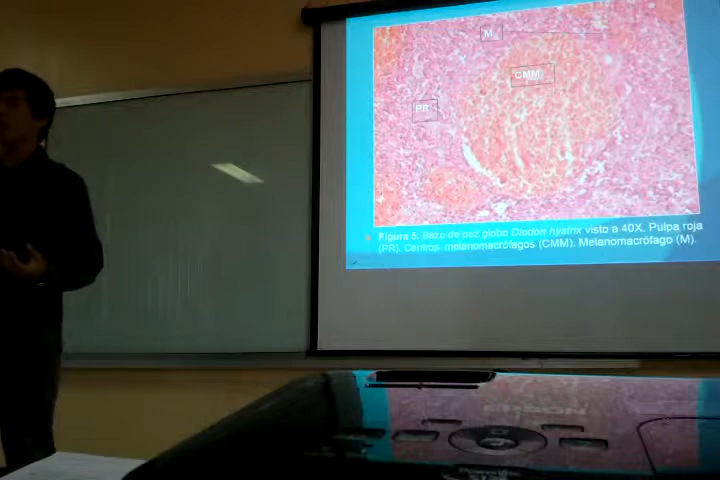 M
CMM
PR
Figura 5. Bazo de pez globo Diodon hystrix visto a 40X. Pulpa roja
(PR). Centros melanomacrófagos (CMM). Melanomacrófago (M).
EPSON